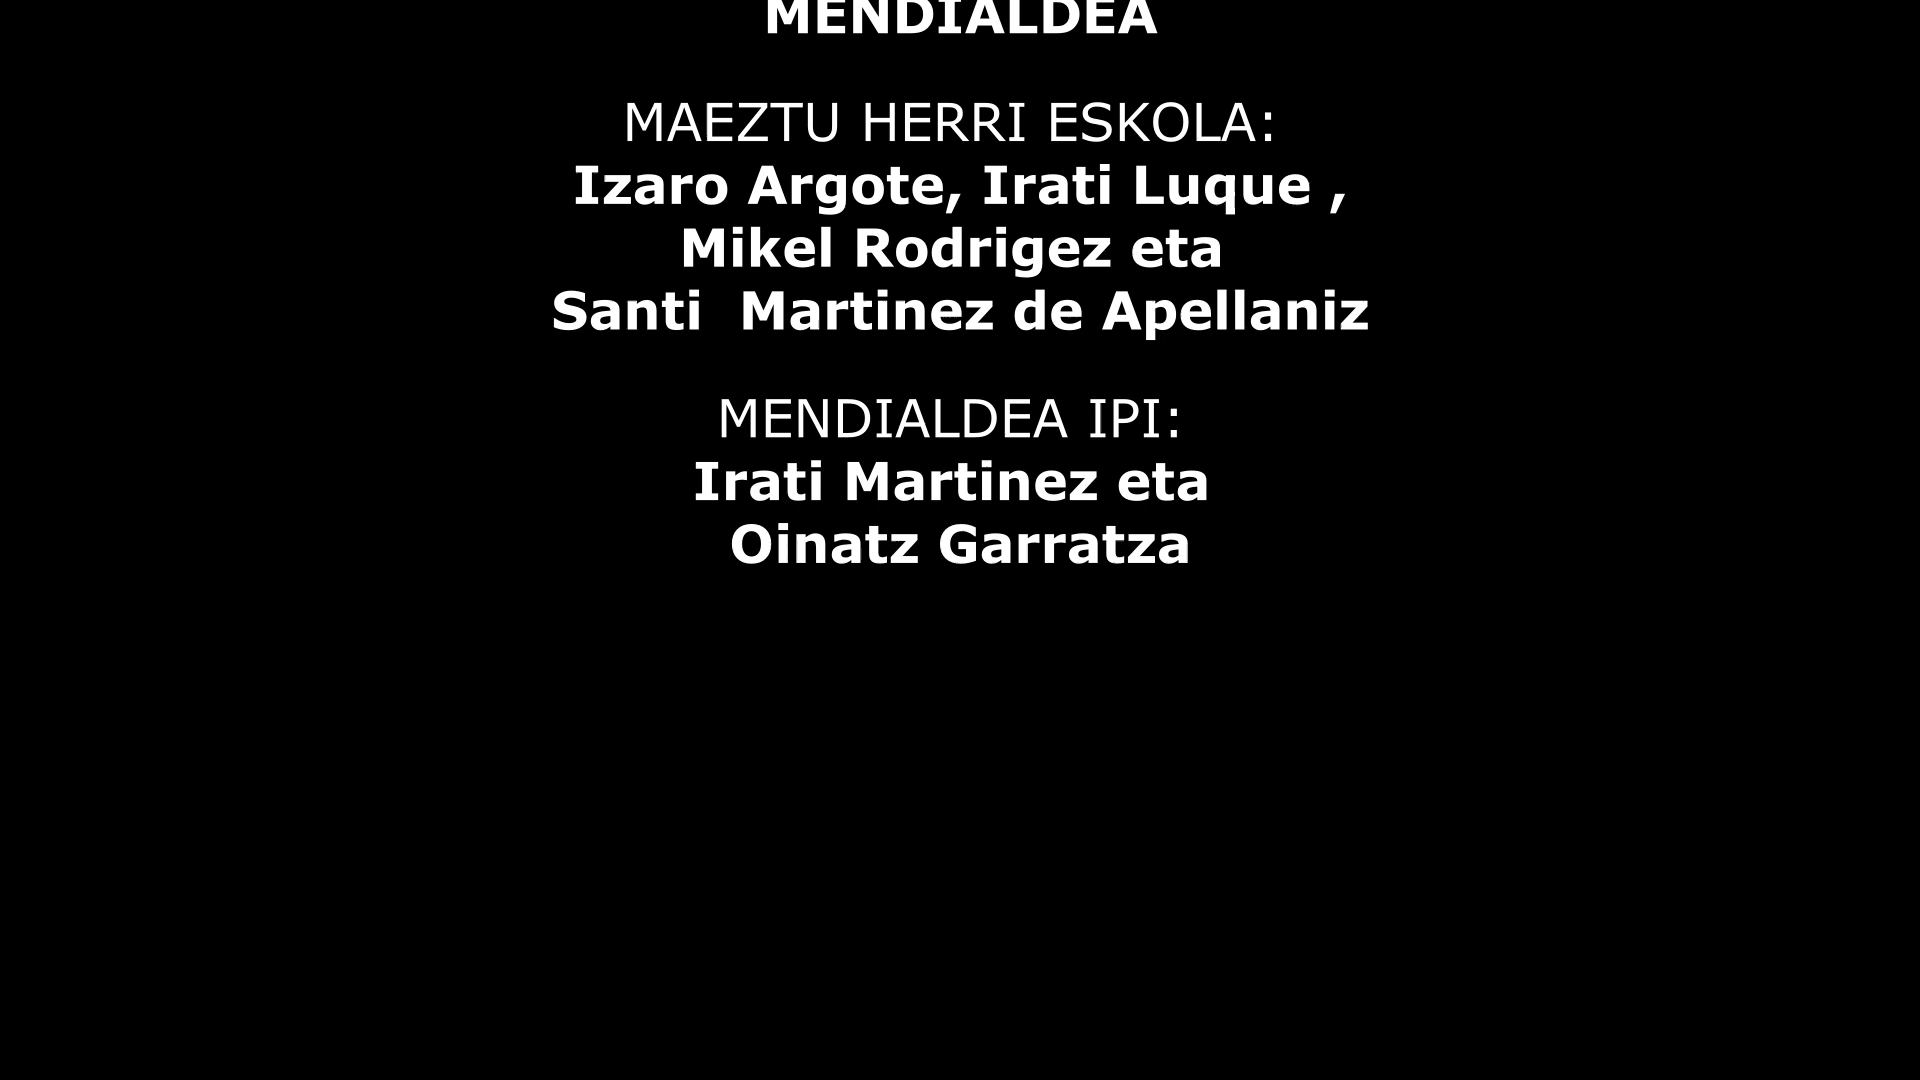 MENDIALDEA
MAEZTU HERRI ESKOLA:
Izaro Argote, Irati Luque ,
Mikel Rodrigez eta
Santi  Martinez de Apellaniz
MENDIALDEA IPI:
Irati Martinez eta
Oinatz Garratza